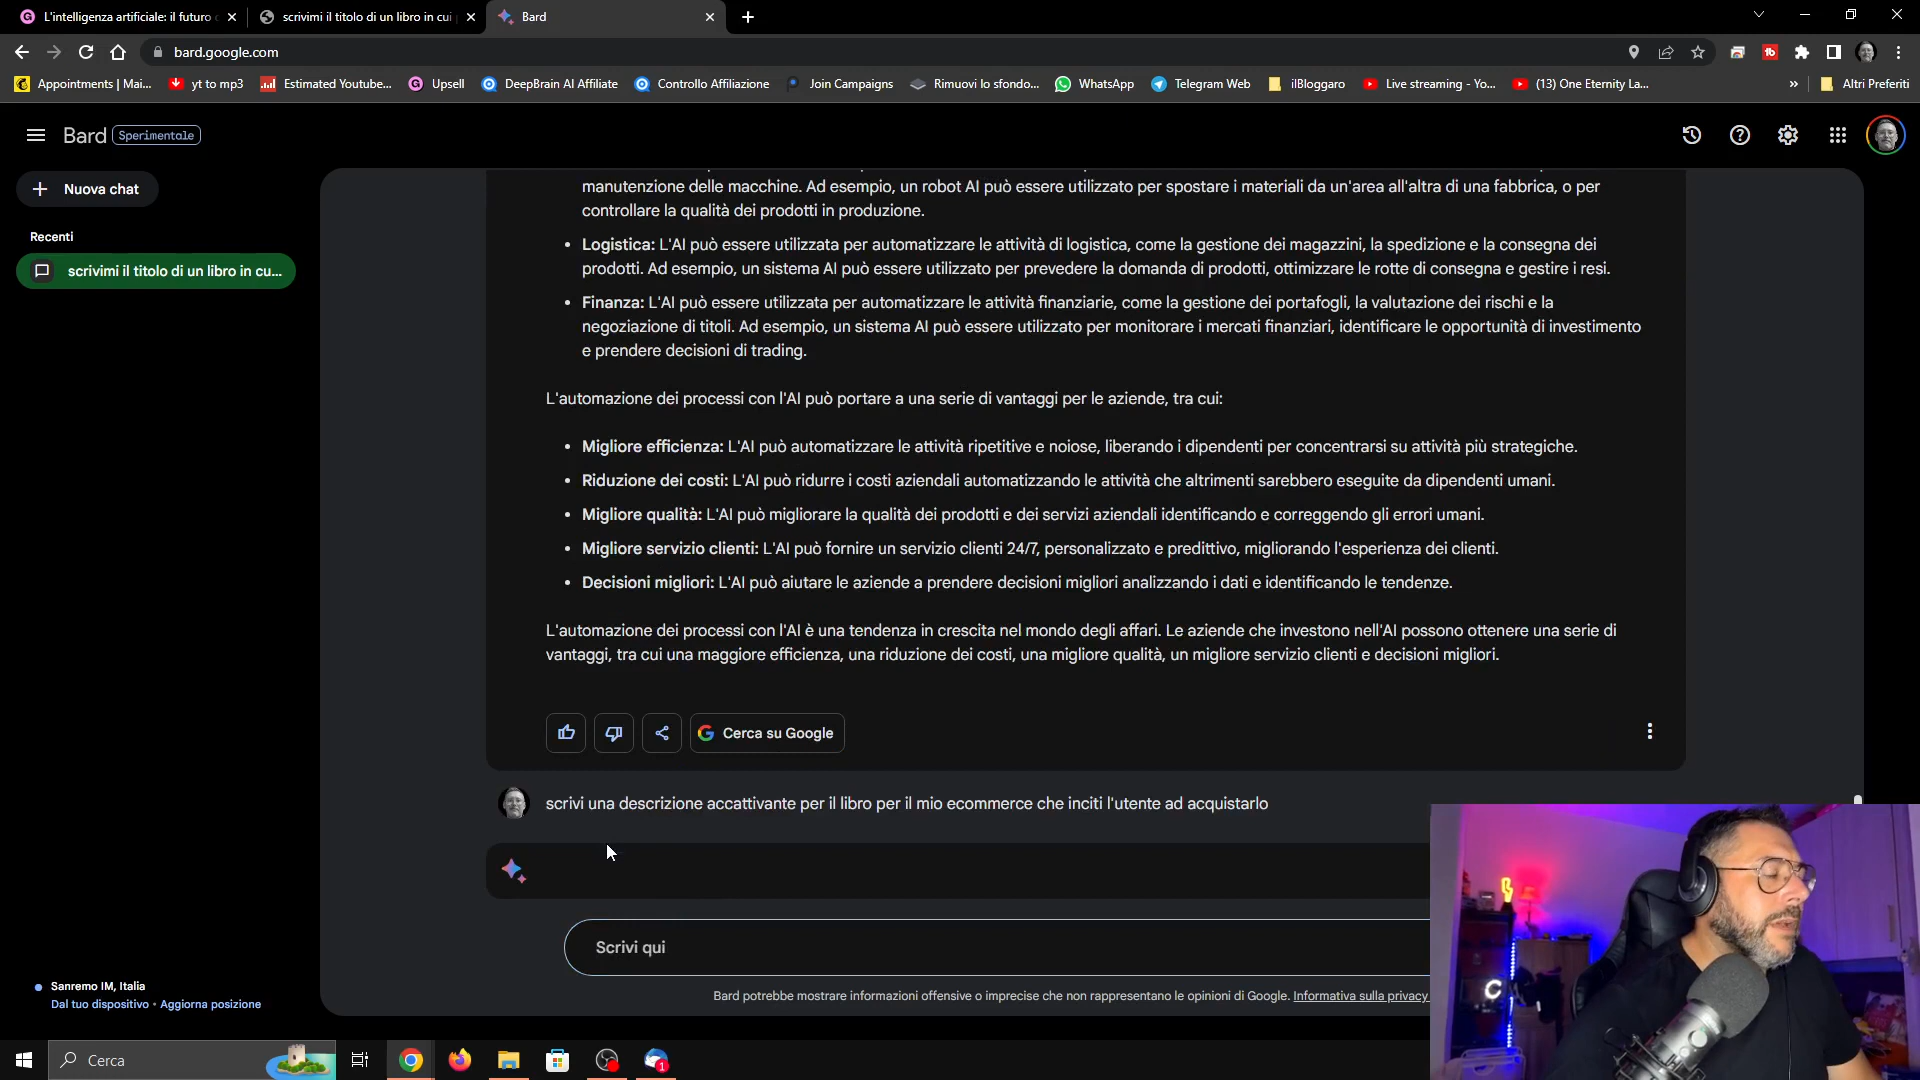 L'intelligenza artificiale: il futuro
scrivimi il titolo di un libro in cui
Bard
bard.google.com
Appointments | Mai...
yt to mp3
Estimated Youtube...
Upsell
DeepBrain AI Affiliate
Controllo Affiliazione
Join Campaigns
Rimuovi lo sfondo...
WhatsApp
Telegram Web
ilBloggaro
Live streaming - Yo...
(13) One Eternity La...
»
Altri Preferiti
Bard Sperimentale
Nuova chat
Recenti
scrivimi il titolo di un libro in cu...
manutenzione delle macchine. Ad esempio, un robot AI può essere utilizzato per spostare i materiali da un'area all'altra di una fabbrica, o per
controllare la qualità dei prodotti in produzione.
• Logistica: L'AI può essere utilizzata per automatizzare le attività di logistica, come la gestione dei magazzini, la spedizione e la consegna dei
prodotti. Ad esempio, un sistema AI può essere utilizzato per prevedere la domanda di prodotti, ottimizzare le rotte di consegna e gestire i resi.
• Finanza: L'AI può essere utilizzata per automatizzare le attività finanziarie, come la gestione dei portafogli, la valutazione dei rischi e la
negoziazione di titoli. Ad esempio, un sistema AI può essere utilizzato per monitorare i mercati finanziari, identificare le opportunità di investimento
e prendere decisioni di trading.
L'automazione dei processi con l'AI può portare a una serie di vantaggi per le aziende, tra cui:
• Migliore efficienza: L'AI può automatizzare le attività ripetitive e noiose, liberando i dipendenti per concentrarsi su attività più strategiche.
• Riduzione dei costi: L'AI può ridurre i costi aziendali automatizzando le attività che altrimenti sarebbero eseguite da dipendenti umani.
• Migliore qualità: L'AI può migliorare la qualità dei prodotti e dei servizi aziendali identificando e correggendo gli errori umani.
• Migliore servizio clienti: L'AI può fornire un servizio clienti 24/7, personalizzato e predittivo, migliorando l'esperienza dei clienti.
• Decisioni migliori: L'AI può aiutare le aziende a prendere decisioni migliori analizzando i dati e identificando le tendenze.
L'automazione dei processi con l'AI è una tendenza in crescita nel mondo degli affari. Le aziende che investono nell'AI possono ottenere una serie di
vantaggi, tra cui una maggiore efficienza, una riduzione dei costi, una migliore qualità, un migliore servizio clienti e decisioni migliori.
Cerca su Google
scrivi una descrizione accattivante per il libro per il mio ecommerce che inciti l'utente ad acquistarlo
Scrivi qui
Sanremo IM, Italia
Dal tuo dispositivo • Aggiorna posizione
Bard potrebbe mostrare informazioni offensive o imprecise che non rappresentano le opinioni di Google. Informativa sulla privacy
Cerca
1